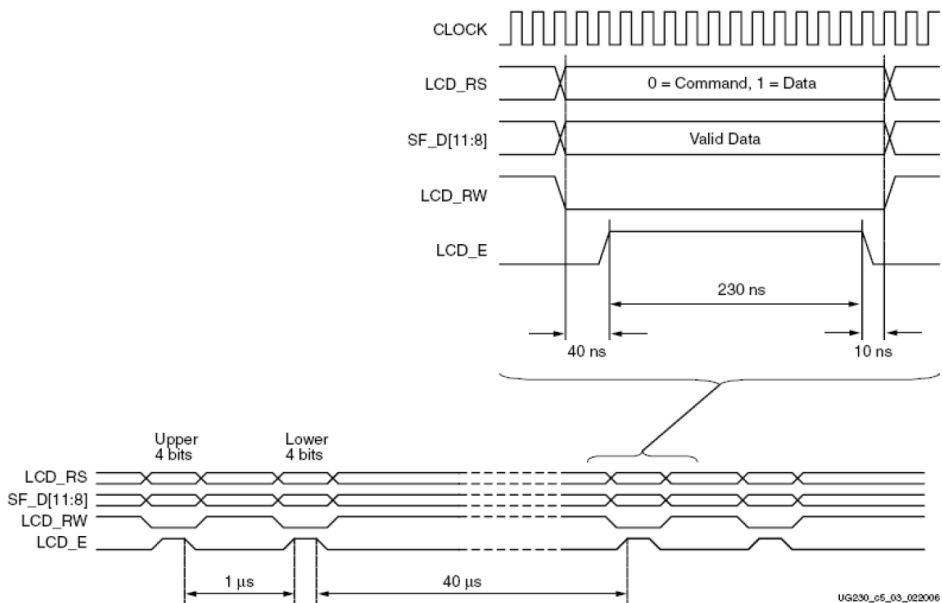 CLOCK
LCD_RS
0 = Command, 1 = Data
SF_D[11:8]
Valid Data
LCD_RW
LCD_E
230 ns
40 ns
10 ns
Upper
4 bits
Lower
4 bits
LCD_RS
SF_D[11:8]
LCD_RW
LCD_E
1 µs
40 µs
UG230_c5_03_022006